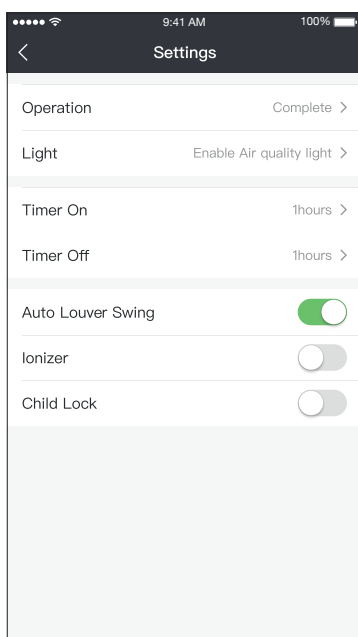 9:41 AM 100%
Settings
Operation Complete
Light Enable Air quality light
Timer On 1hours
Timer Off 1hours
Auto Louver Swing
Ionizer
Child Lock